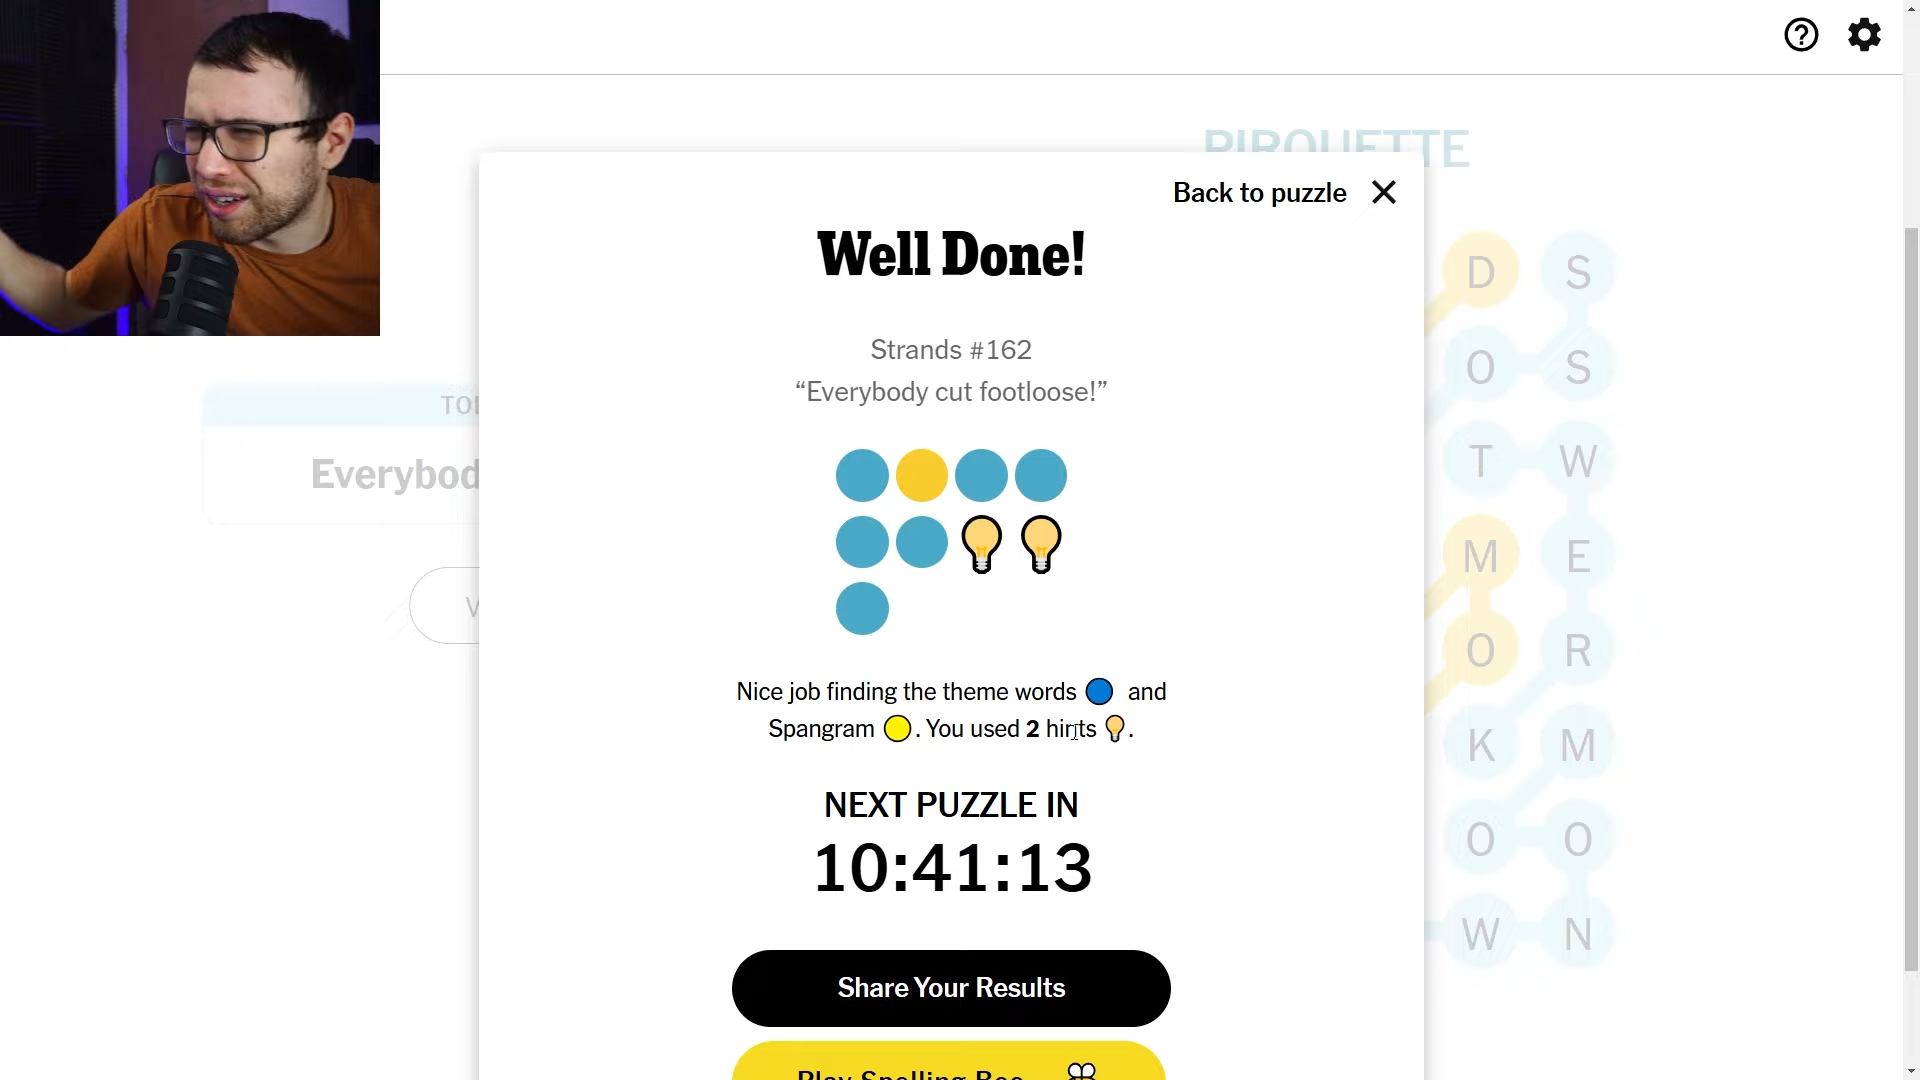 PIROUETTE
Back to puzzle
Well Done!
Strands #162
“Everybody cut footloose!”
Everybod
Nice job finding the theme words and
Spangram . You used 2 hints .
NEXT PUZZLE IN
10:41:13
Share Your Results
Play Spelling Bee
D S
O S
T W
M E
O R
K M
O O
W N